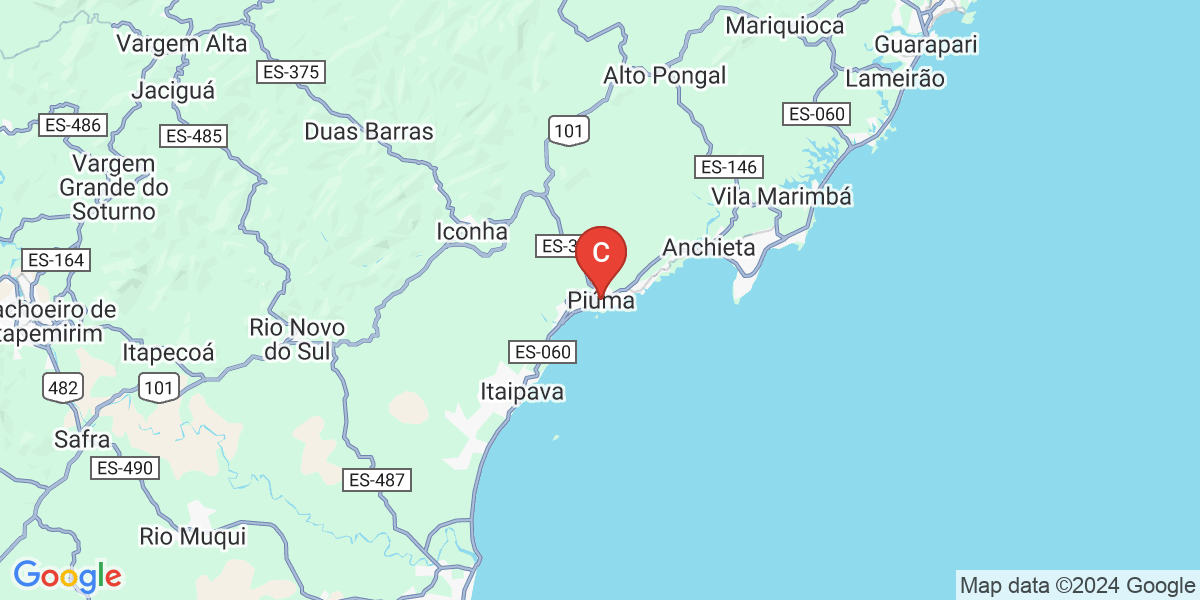 Mariquioca
Vargem Alta
Guarapari
ES-375
Alto Pongal
Lameirão
Jaciguá
ES-060
ES-486
ES-485
Duas Barras
101
Vargem
Grande do
Soturno
ES-146
Vila Marimbá
Iconha
ES-3
C
Anchieta
ES-164
Piúma
achoeiro de
tapemirim
Rio Novo
do Sul
Itapecoá
ES-060
482
101
Itaipava
Safra
ES-490
ES-487
Rio Muqui
Google
Map data ©2024 Google